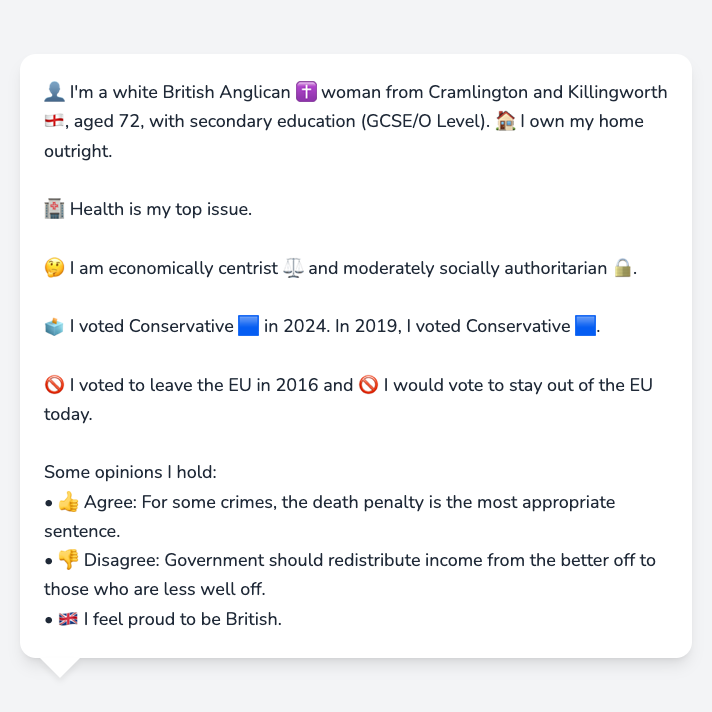 👤 I'm a white British Anglican ✝️ woman from Cramlington and Killingworth
🏴󠁧󠁢󠁥󠁮󠁧󠁿, aged 72, with secondary education (GCSE/O Level). 🏠 I own my home
outright.
🏥 Health is my top issue.
🤔 I am economically centrist ⚖️ and moderately socially authoritarian 🔒.
🗳️ I voted Conservative 🟦 in 2024. In 2019, I voted Conservative 🟦.
🚫 I voted to leave the EU in 2016 and 🚫 I would vote to stay out of the EU
today.
Some opinions I hold:
• 👍 Agree: For some crimes, the death penalty is the most appropriate
sentence.
• 👎 Disagree: Government should redistribute income from the better off to
those who are less well off.
• 🇬🇧 I feel proud to be British.